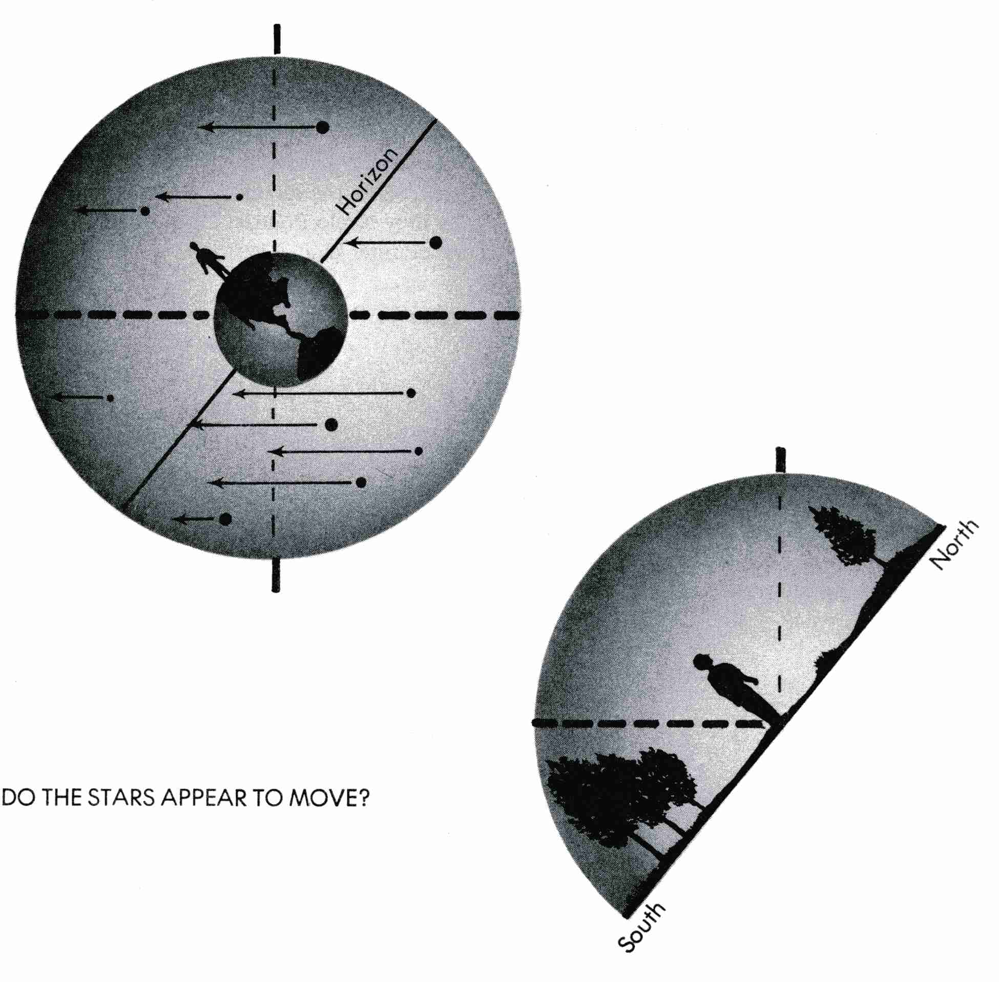 Horizon
North
South
DO THE STARS APPEAR TO MOVE?